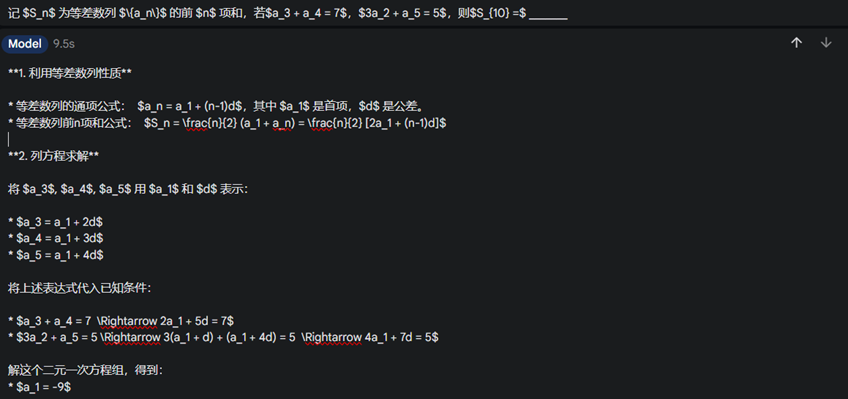 记 $S_n$ 为等差数列 $\{a_n\}$ 的前 $n$ 项和，若$a_3 + a_4 = 7$，$3a_2 + a_5 = 5$，则$S_{10} =$ _______
Model 9.5s
**1. 利用等差数列性质**
* 等差数列的通项公式： $a_n = a_1 + (n-1)d$，其中 $a_1$ 是首项，$d$ 是公差。
* 等差数列前n项和公式： $S_n = \frac{n}{2} (a_1 + a_n) = \frac{n}{2} [2a_1 + (n-1)d]$
**2. 列方程求解**
将 $a_3$, $a_4$, $a_5$ 用 $a_1$ 和 $d$ 表示：
* $a_3 = a_1 + 2d$
* $a_4 = a_1 + 3d$
* $a_5 = a_1 + 4d$
将上述表达式代入已知条件：
* $a_3 + a_4 = 7 \Rightarrow 2a_1 + 5d = 7$
* $3a_2 + a_5 = 5 \Rightarrow 3(a_1 + d) + (a_1 + 4d) = 5 \Rightarrow 4a_1 + 7d = 5$
解这个二元一次方程组，得到：
* $a_1 = -9$